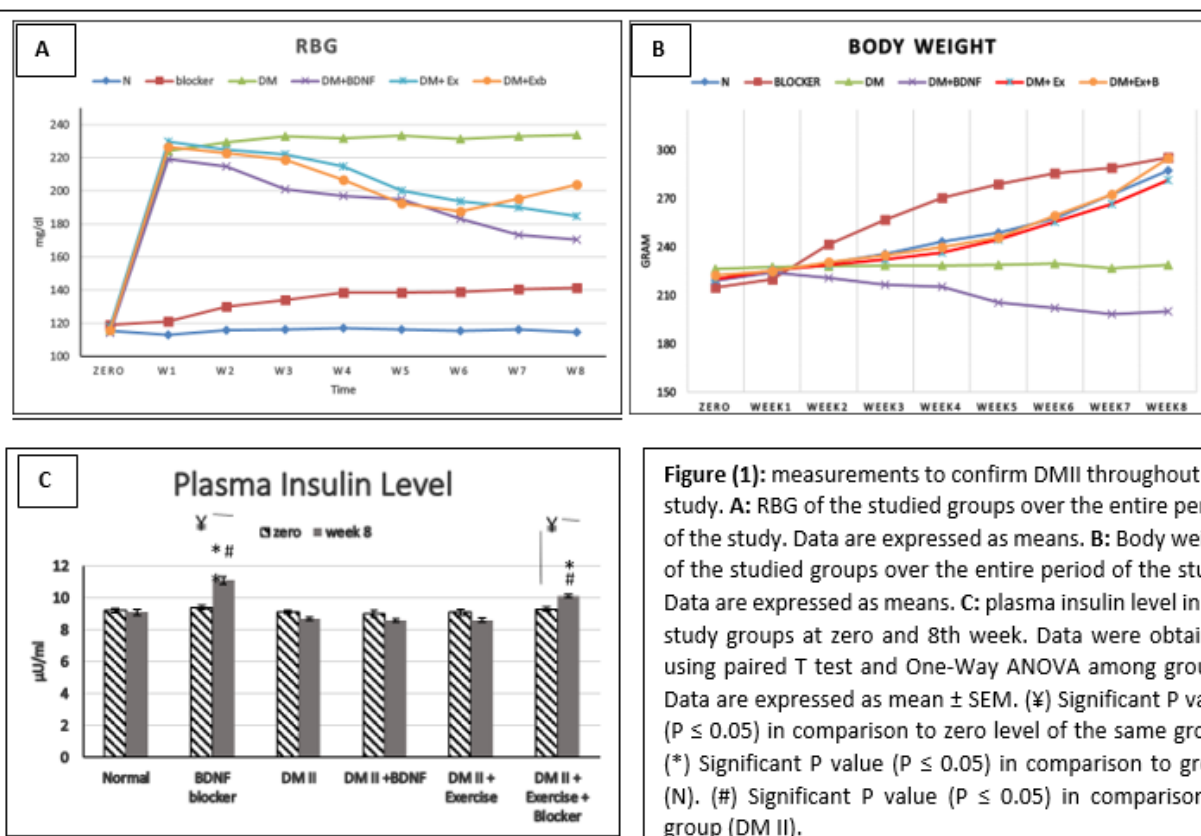 A
RBG
N blocker DM DM+BDNF DM+ Ex DM+Exb
240
220
200
180
160
140
120
100
mg/dl
ZERO W1 W2 W3 W4 W5 W6 W7 W8
Time
B
BODY WEIGHT
N BLOCKER DM DM+BDNF DM+ Ex DM+Ex+B
300
270
240
210
180
150
GRAM
ZERO WEEK1 WEEK2 WEEK3 WEEK4 WEEK5 WEEK6 WEEK7 WEEK8
C
Plasma Insulin Level
¥ ¥
zero week 8
* # *
* #
12
10
8
6
4
2
0
µU/ml
Normal BDNF DM II DM II +BDNF DM II + DM II +
blocker Exercise Exercise +
Blocker
Figure (1): measurements to confirm DMII throughout
study. A: RBG of the studied groups over the entire per
of the study. Data are expressed as means. B: Body wei
of the studied groups over the entire period of the stu
Data are expressed as means. C: plasma insulin level in
study groups at zero and 8th week. Data were obtai
using paired T test and One-Way ANOVA among grou
Data are expressed as mean ± SEM. (¥) Significant P va
(P ≤ 0.05) in comparison to zero level of the same gro
(*) Significant P value (P ≤ 0.05) in comparison to gr
(N). (#) Significant P value (P ≤ 0.05) in comparison
group (DM II).